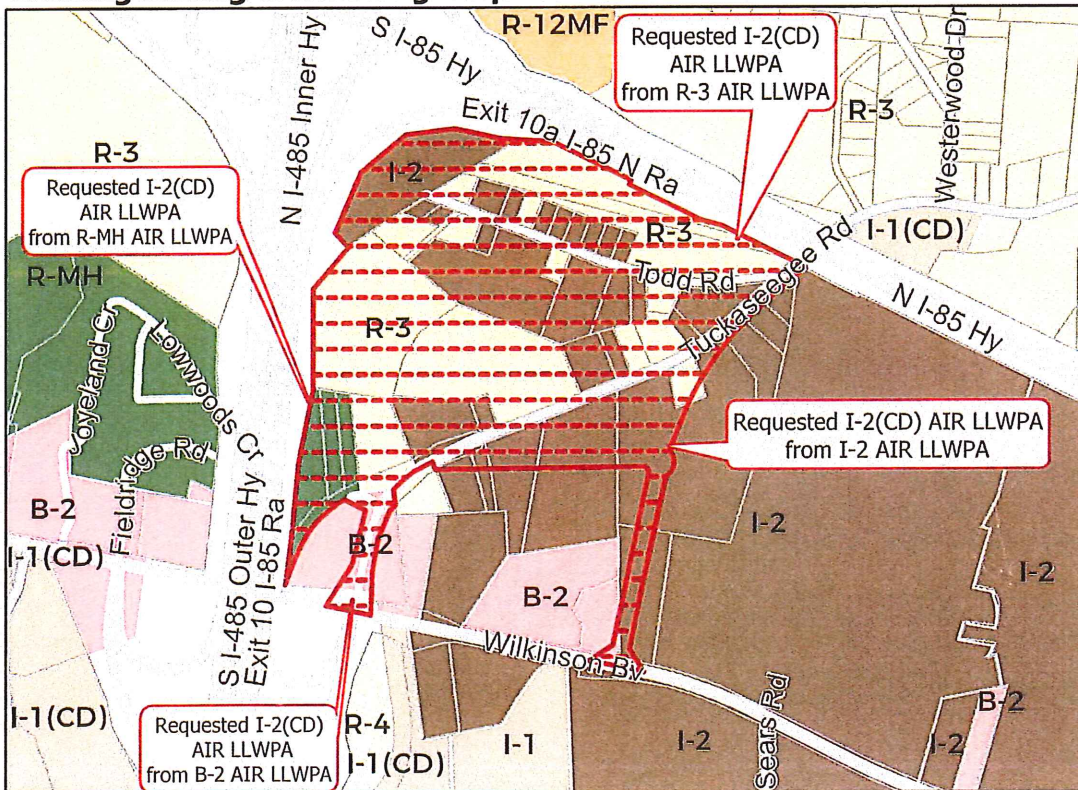 R-12MF
S I-85 Hy
Requested I-2(CD)
AIR LLWPA
from R-3 AIR LLWPA
Westerwood Dr
R-3
N I-485 Inner Hy
Exit 10a I-85 N Ra
R-3
Requested I-2(CD)
AIR LLWPA
from R-MH AIR LLWPA
I-2
R-3
I-1(CD)
R-MH
Todd Rd
Tuckaseegee Rd
N I-85 Hy
Joyeland Cr
Lowwoods Cr
R-3
Fieldridge Rd
Requested I-2(CD) AIR LLWPA
from I-2 AIR LLWPA
B-2
I-1(CD)
S I-485 Outer Hy
Exit 10 I-85 Ra
B-2
I-2
I-2
B-2
Wilkinson Bv
I-1(CD)
Requested I-2(CD)
AIR LLWPA
from B-2 AIR LLWPA
R-4
I-1(CD)
I-1
I-2
Sears Rd
B-2
I-2